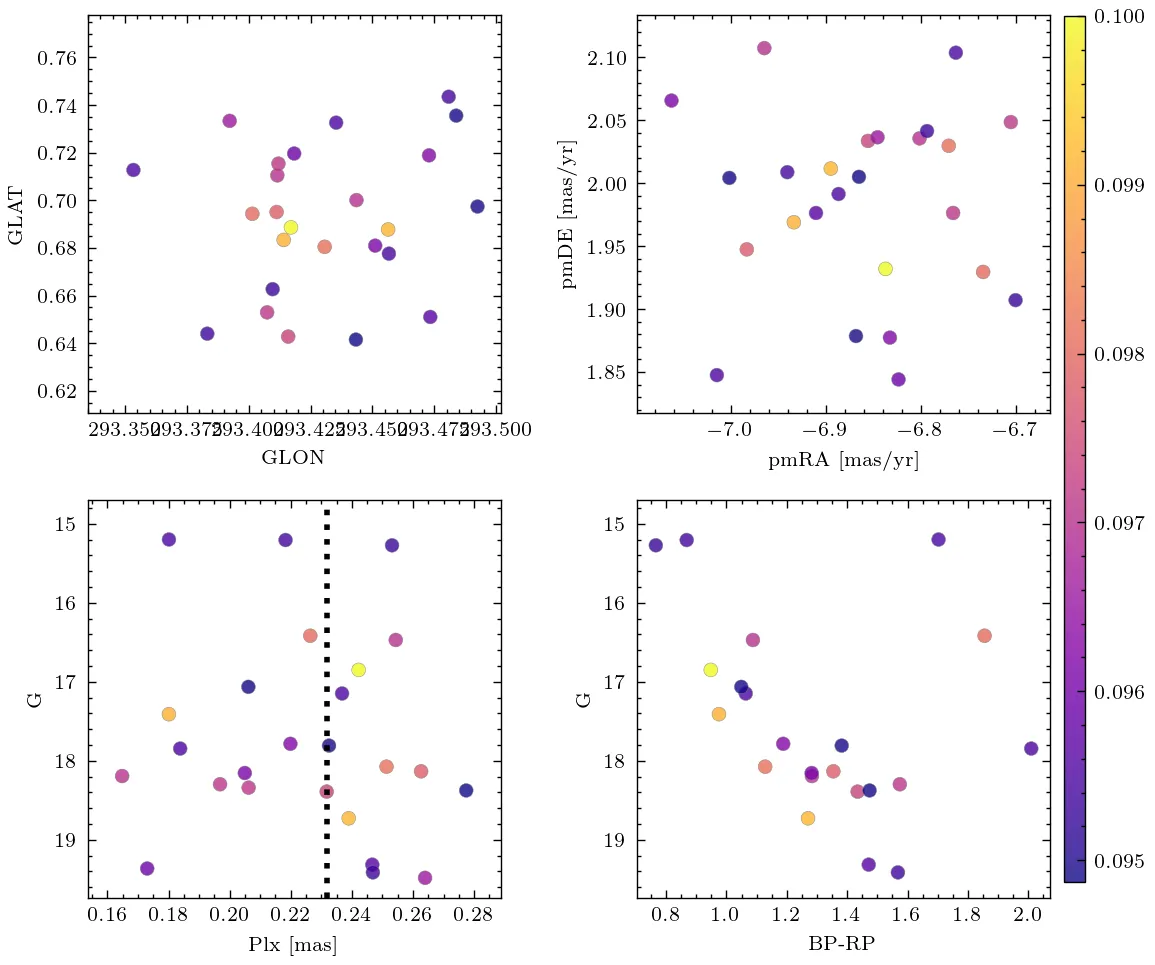 0.76
0.74
0.72
0.70
0.68
0.66
0.64
0.62
GLAT
293.350 293.375 293.400 293.425 293.450 293.475 293.500
GLON
2.10
2.05
2.00
1.95
1.90
1.85
pmDE [mas/yr]
−7.0 −6.9 −6.8 −6.7
pmRA [mas/yr]
0.100
0.099
0.098
0.097
0.096
0.095
15
16
17
18
19
G
0.16 0.18 0.20 0.22 0.24 0.26 0.28
Plx [mas]
15
16
17
18
19
G
0.8 1.0 1.2 1.4 1.6 1.8 2.0
BP-RP